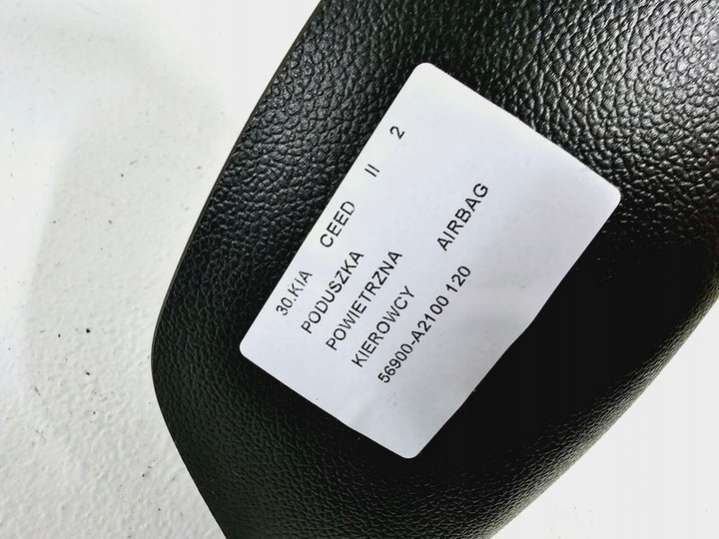 30.KIA CEED II 2
PODUSZKA
POWIETRZNA
KIEROWCY AIRBAG
56900-A2100 120